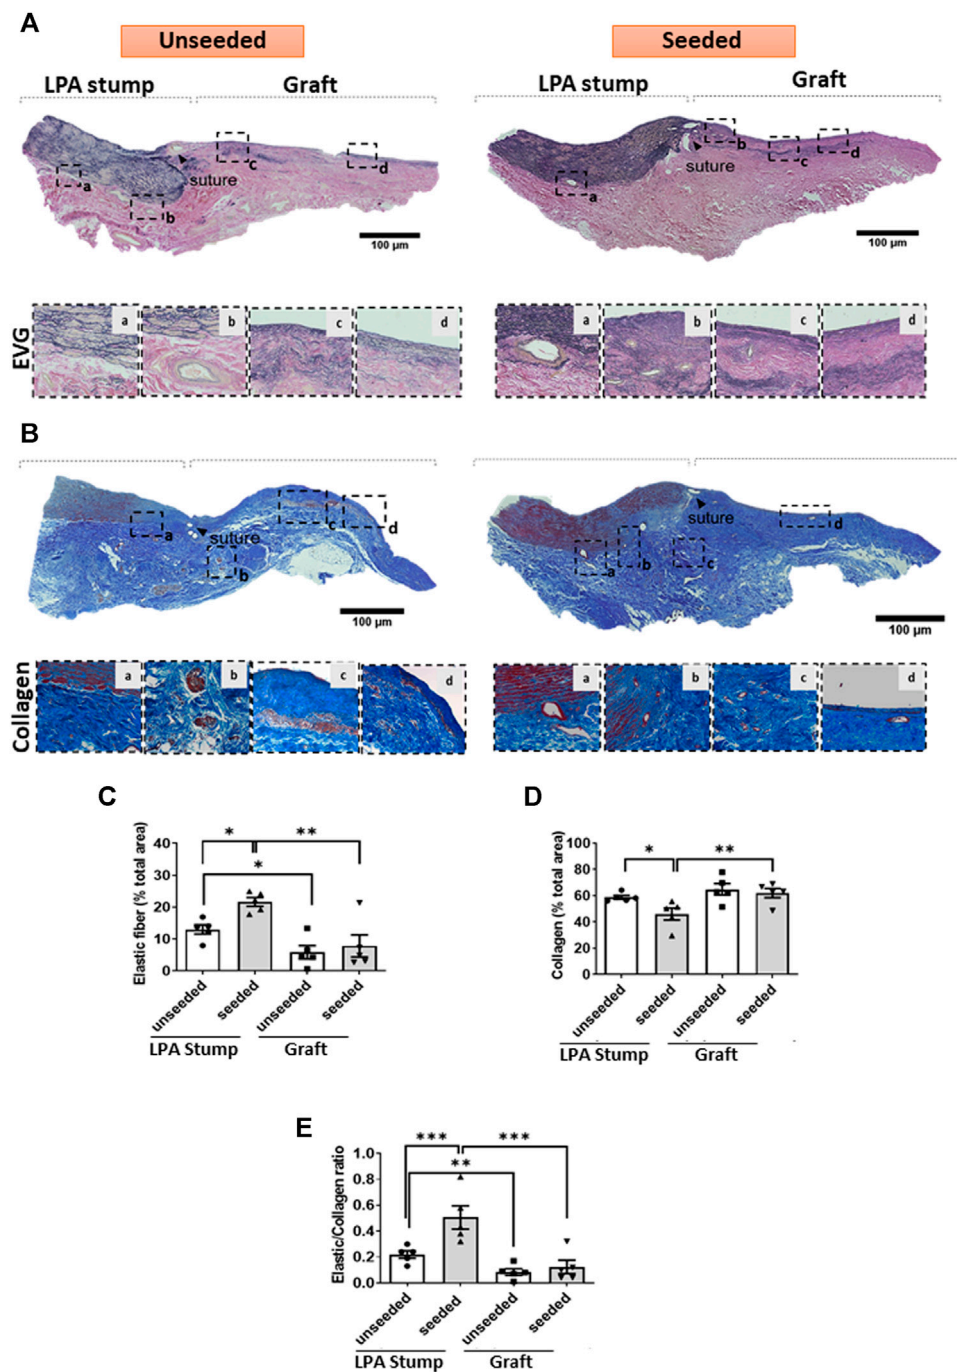 A
Unseeded
Seeded
LPA stump
Graft
LPA stump
Graft
a
b
c
d
suture
100 µm
a
b
c
d
suture
100 µm
EVG
a
b
c
d
a
b
c
d
B
a
b
c
d
suture
100 µm
a
b
c
d
suture
100 µm
Collagen
a
b
c
d
a
b
c
d
C
Elastic fiber (% total area)
40
30
20
10
0
*
**
*
unseeded
seeded
unseeded
seeded
LPA Stump
Graft
D
Collagen (% total area)
100
80
60
40
20
0
*
**
unseeded
seeded
unseeded
seeded
LPA Stump
Graft
E
Elastic/Collagen ratio
1.0
0.8
0.6
0.4
0.2
0.0
***
***
**
unseeded
seeded
unseeded
seeded
LPA Stump
Graft